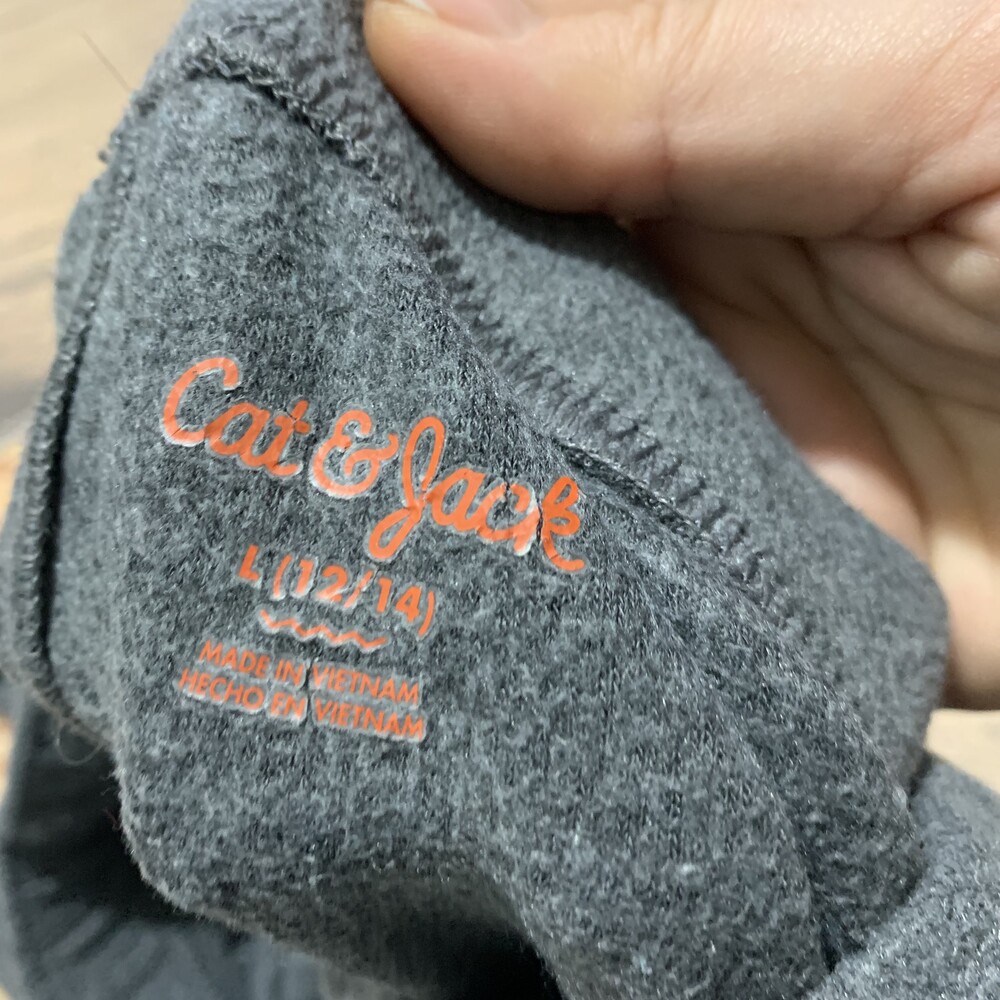 Cat & Jack
L (12/14)
MADE IN VIETNAM
HECHO EN VIETNAM